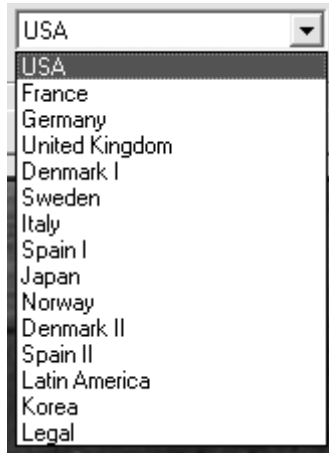 USA
USA
France
Germany
United Kingdom
Denmark I
Sweden
Italy
Spain I
Japan
Norway
Denmark II
Spain II
Latin America
Korea
Legal